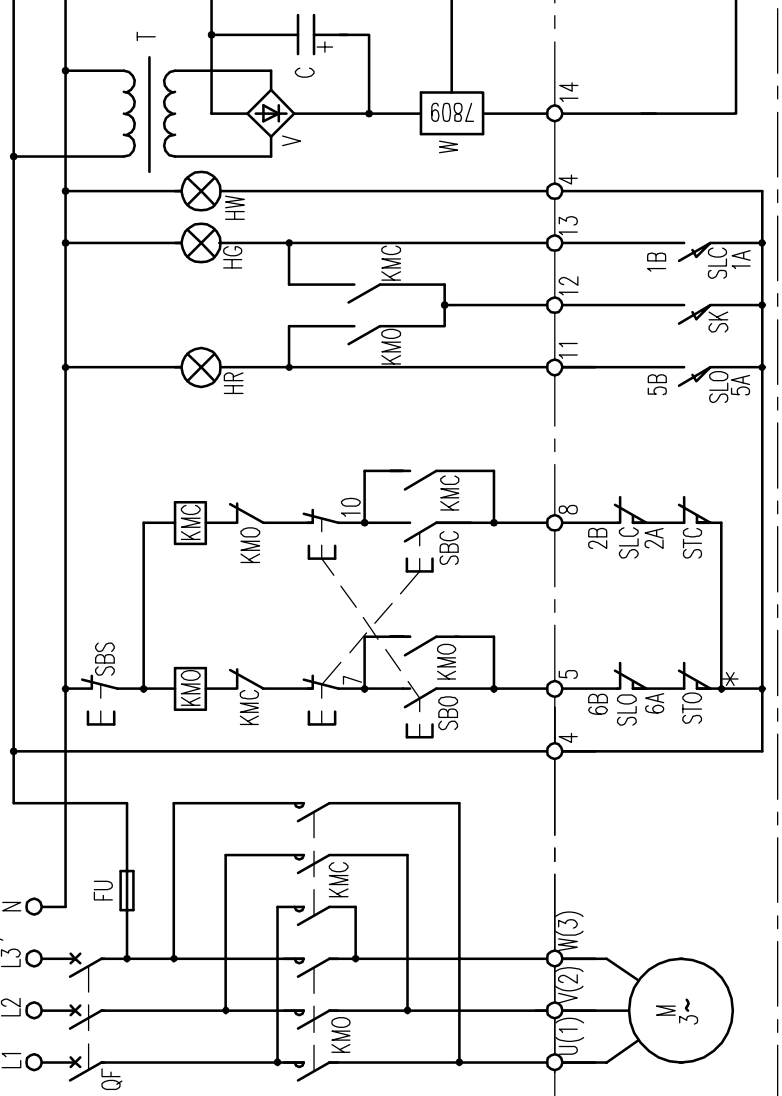 T
C
+
V
7809
W
14
HW
4
HG
13
1B
SLC
1A
KMC
12
SK
KMO
HR
11
5B
SLO
5A
KMC
KMO
10
KMC
SBC
8
2B
SLC
2A
STC
SBS
KMO
KMC
7
KMO
SBO
5
6B
SLO
6A
STO
*
4
N
FU
KMC
L3
L2
L1
QF
KMO
W(3)
V(2)
U(1)
M
3~